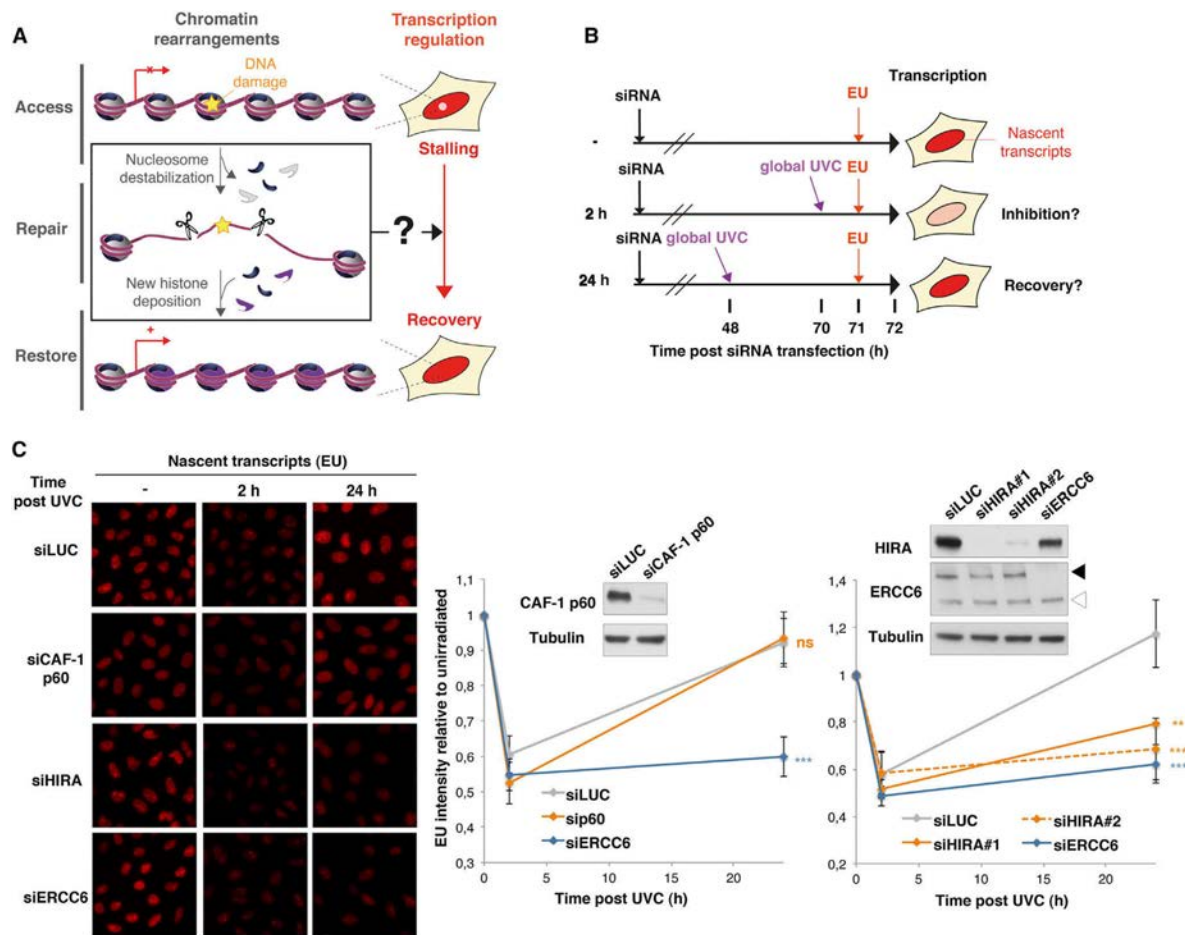 A
Chromatin
rearrangements
Transcription
regulation
Access
DNA
damage
x
Stalling
Nucleosome
destabilization
Repair
?
New histone
deposition
Recovery
Restore
+
B
Transcription
siRNA
EU
-
Nascent
transcripts
siRNA
global UVC
EU
2 h
Inhibition?
siRNA
global UVC
EU
24 h
Recovery?
48
70
71
72
Time post siRNA transfection (h)
C
Nascent transcripts (EU)
Time
post UVC
-
2 h
24 h
siLUC
siCAF-1
p60
siHIRA
siERCC6
siLUC
siCAF-1 p60
CAF-1 p60
Tubulin
EU intensity relative to unirradiated
1,1
1
0,9
0,8
0,7
0,6
0,5
0,4
0,3
ns
***
siLUC
sip60
siERCC6
0
5
10
15
20
Time post UVC (h)
siLUC
siHIRA#1
siHIRA#2
siERCC6
HIRA
ERCC6
Tubulin
1,4
1,2
1
0,8
0,6
0,4
0,2
**
***
***
siLUC
siHIRA#2
siHIRA#1
siERCC6
0
5
10
15
20
Time post UVC (h)